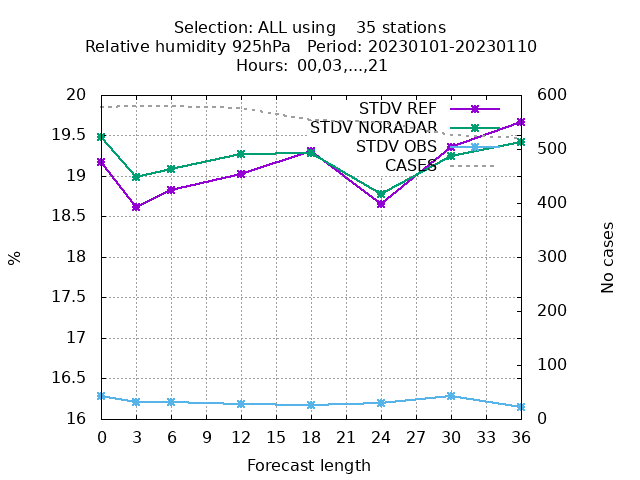 Selection: ALL using    35 stations
Relative humidity 925hPa   Period: 20230101-20230110
Hours: 00,03,...,21
STDV REF
STDV NORADAR
STDV OBS
CASES
20
19.5
19
18.5
18
17.5
17
16.5
16
%
600
500
400
300
200
100
0
No cases
0 3 6 9 12 15 18 21 24 27 30 33 36
Forecast length